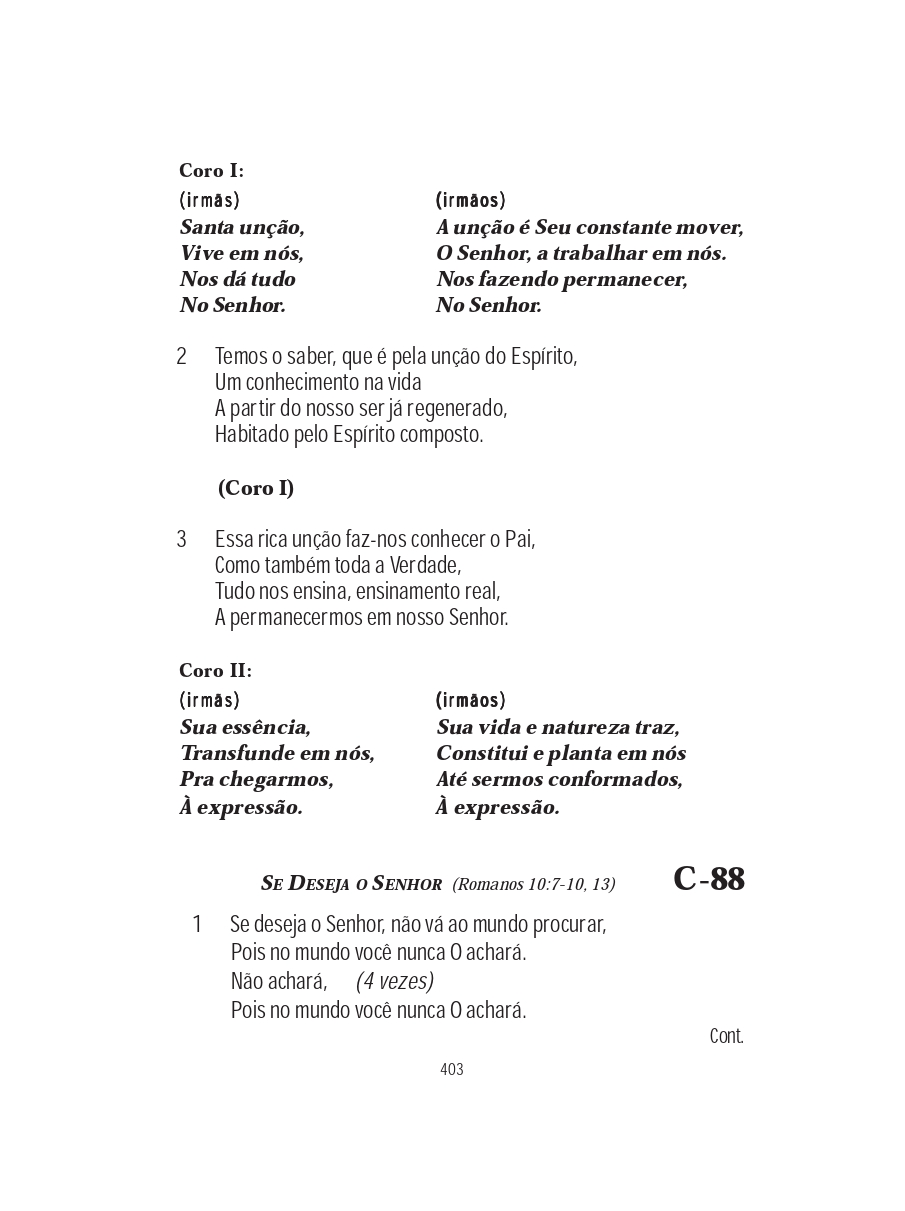 Coro I:
(irmãs)
Santa unção,
Vive em nós,
Nos dá tudo
No Senhor.
(irmãos)
A unção é Seu constante mover,
O Senhor, a trabalhar em nós.
Nos fazendo permanecer,
No Senhor.
2 Temos o saber, que é pela unção do Espírito,
Um conhecimento na vida
A partir do nosso ser já regenerado,
Habitado pelo Espírito composto.
(Coro I)
3 Essa rica unção faz-nos conhecer o Pai,
Como também toda a Verdade,
Tudo nos ensina, ensinamento real,
A permanecermos em nosso Senhor.
Coro II:
(irmãs)
Sua essência,
Transfunde em nós,
Pra chegarmos,
À expressão.
(irmãos)
Sua vida e natureza traz,
Constitui e planta em nós
Até sermos conformados,
À expressão.
SE DESEJA O SENHOR (Romanos 10:7-10, 13) C-88
1 Se deseja o Senhor, não vá ao mundo procurar,
Pois no mundo você nunca O achará.
Não achará, (4 vezes)
Pois no mundo você nunca O achará.
Cont.
403